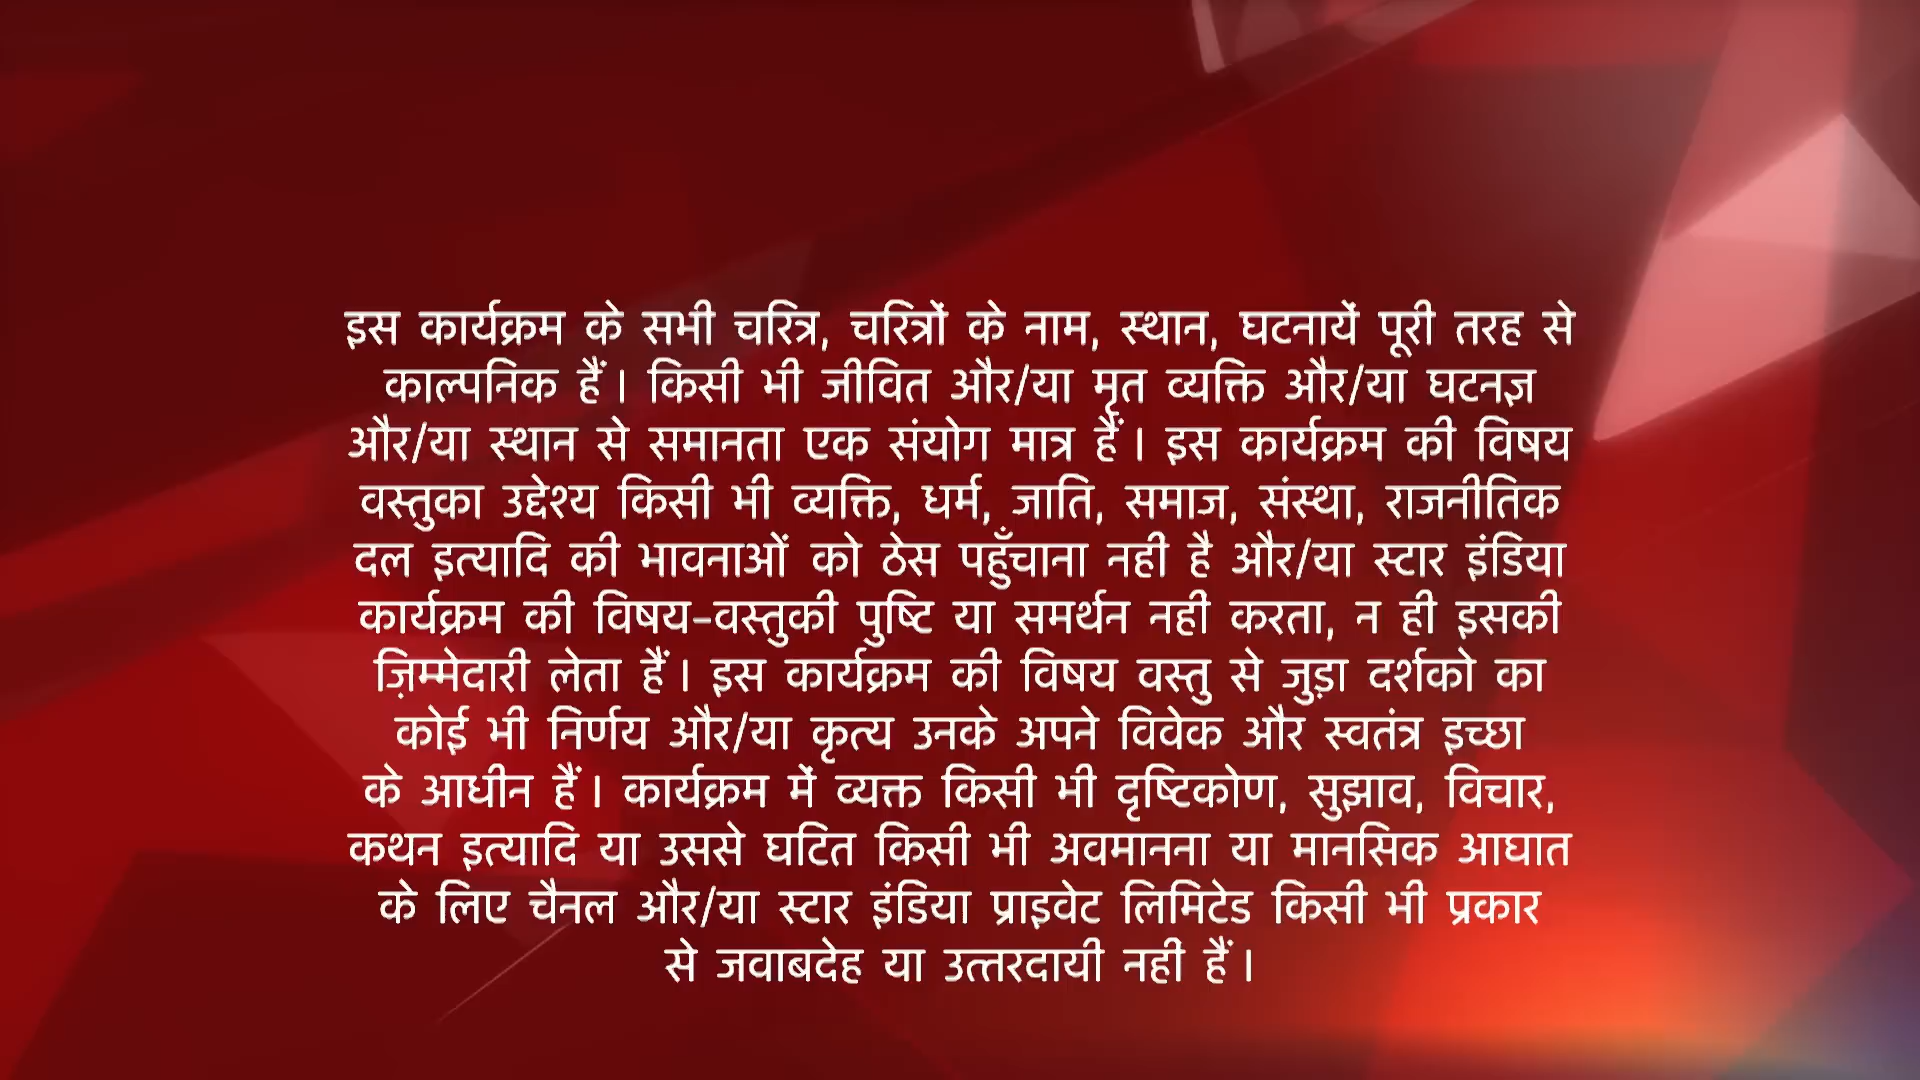 इस कार्यक्रम के सभी चरित्र, चरित्रों के नाम, स्थान, घटनायें पूरी तरह से
काल्पनिक हैं। किसी भी जीवित और/या मृत व्यक्ति और/या घटनज्ञ
और/या स्थान से समानता एक संयोग मात्र हैं। इस कार्यक्रम की विषय
वस्तुका उद्देश्य किसी भी व्यक्ति, धर्म, जाति, समाज, संस्था, राजनीतिक
दल इत्यादि की भावनाओं को ठेस पहुँचाना नही है और/या स्टार इंडिया
कार्यक्रम की विषय-वस्तुकी पुष्टि या समर्थन नही करता, न ही इसकी
ज़िम्मेदारी लेता हैं। इस कार्यक्रम की विषय वस्तु से जुड़ा दर्शको का
कोई भी निर्णय और/या कृत्य उनके अपने विवेक और स्वतंत्र इच्छा
के आधीन हैं। कार्यक्रम में व्यक्त किसी भी दृष्टिकोण, सुझाव, विचार,
कथन इत्यादि या उससे घटित किसी भी अवमानना या मानसिक आघात
के लिए चैनल और/या स्टार इंडिया प्राइवेट लिमिटेड किसी भी प्रकार
से जवाबदेह या उत्तरदायी नही हैं।